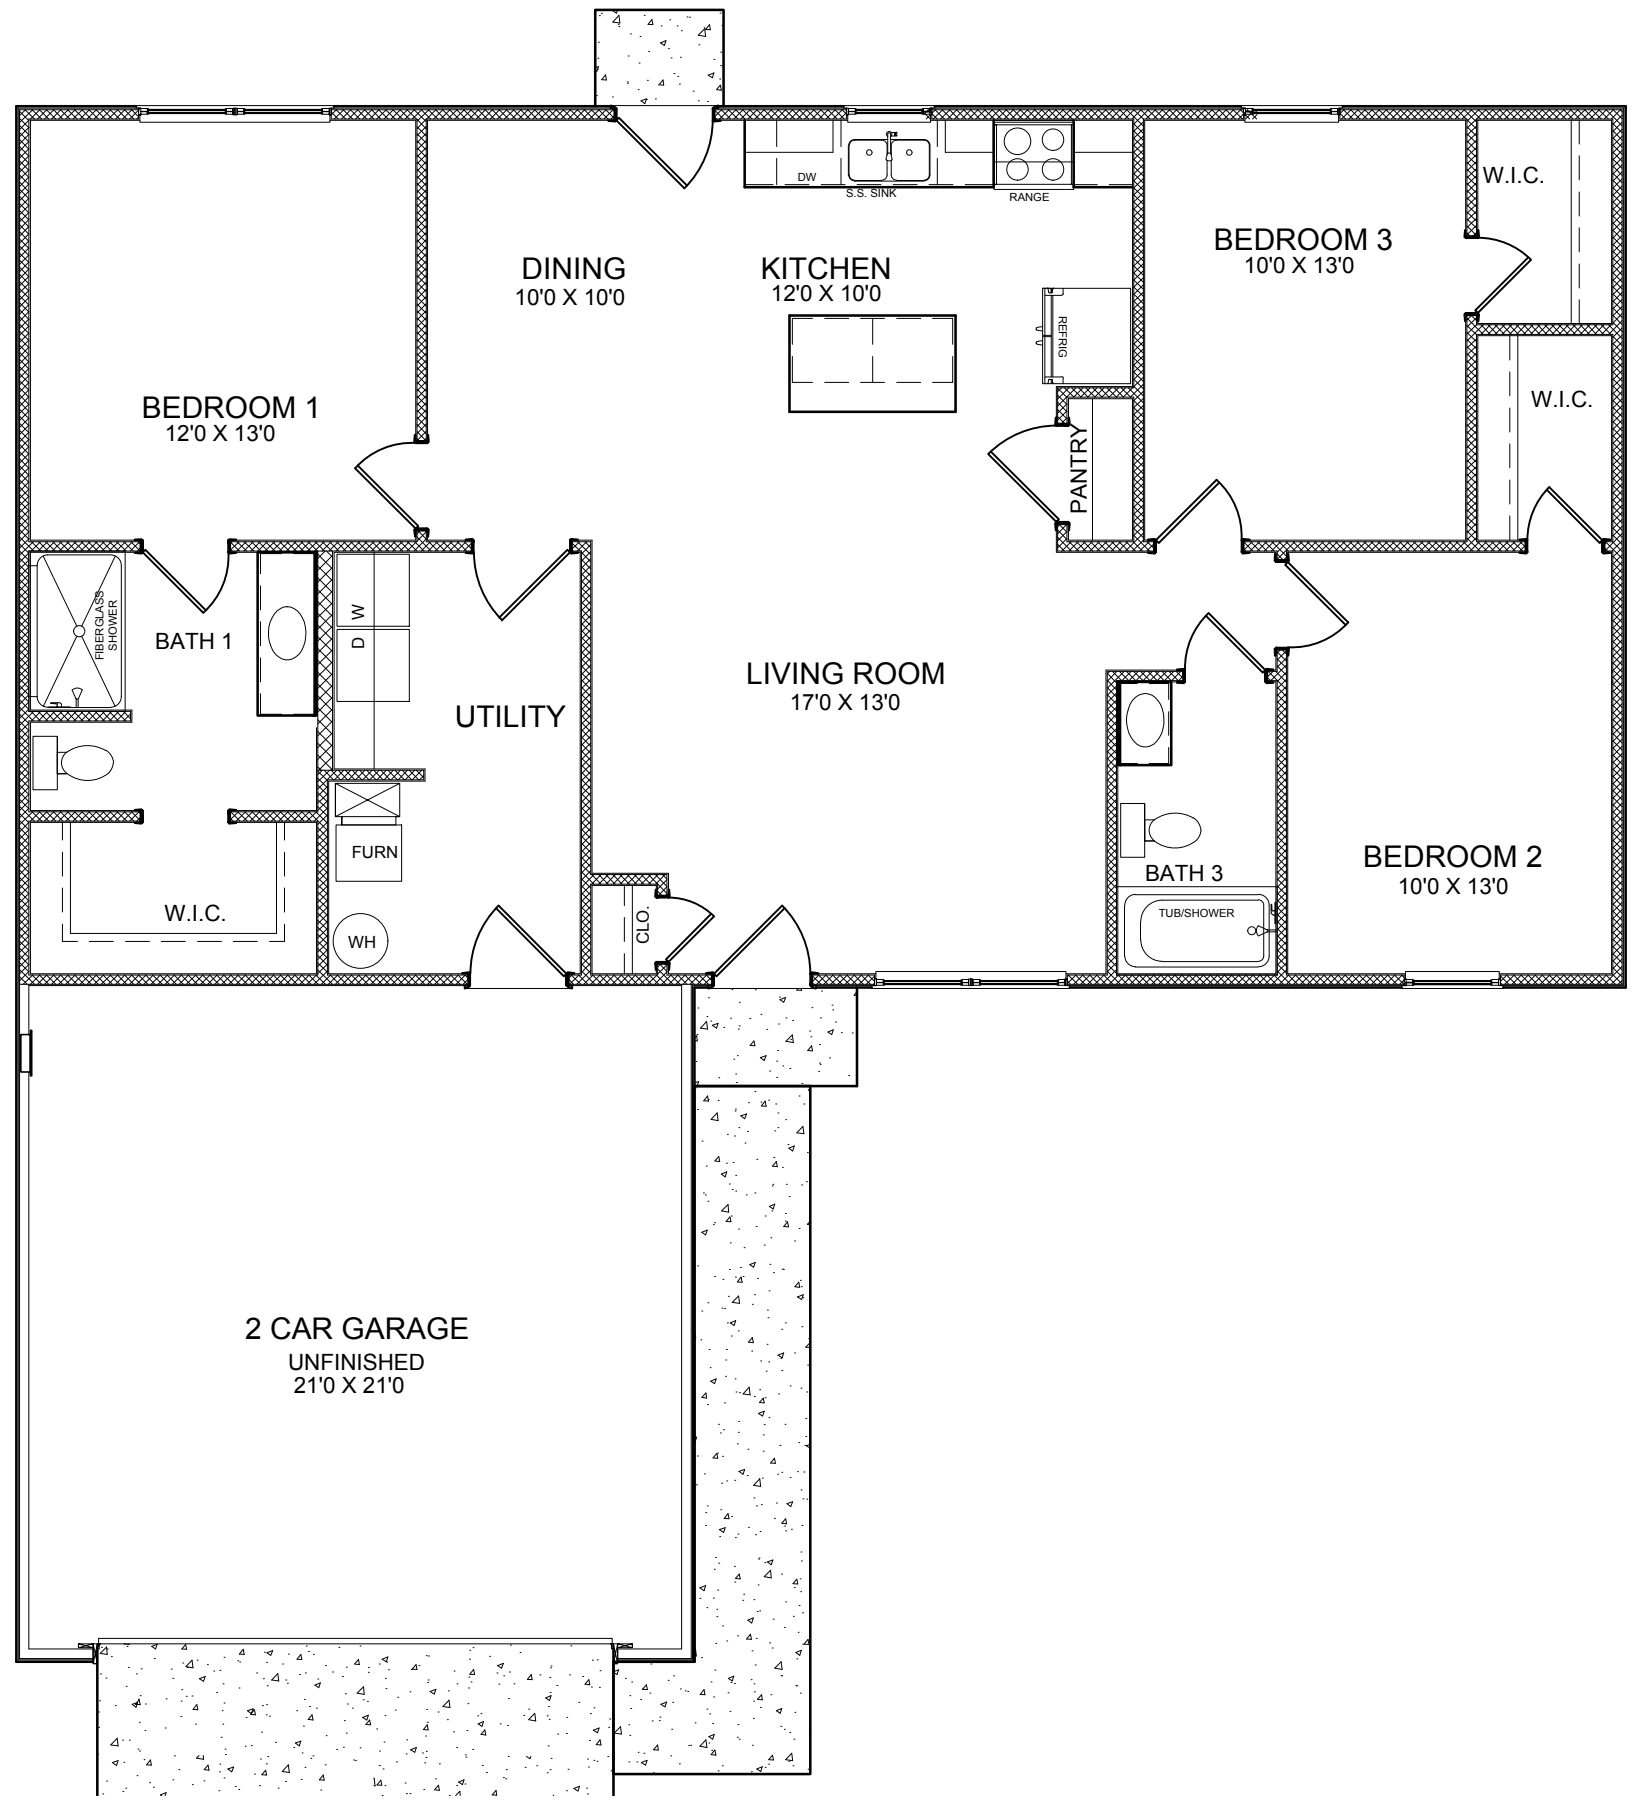 W.I.C.
DW
S.S. SINK
RANGE
BEDROOM 3
10'0 X 13'0
DINING
10'0 X 10'0
KITCHEN
12'0 X 10'0
REFRIG
BEDROOM 1
12'0 X 13'0
W.I.C.
PANTRY
FIBERGLASS
SHOWER
BATH 1
W
D
UTILITY
LIVING ROOM
17'0 X 13'0
FURN
BEDROOM 2
10'0 X 13'0
BATH 3
TUB/SHOWER
W.I.C.
CLO.
WH
2 CAR GARAGE
UNFINISHED
21'0 X 21'0